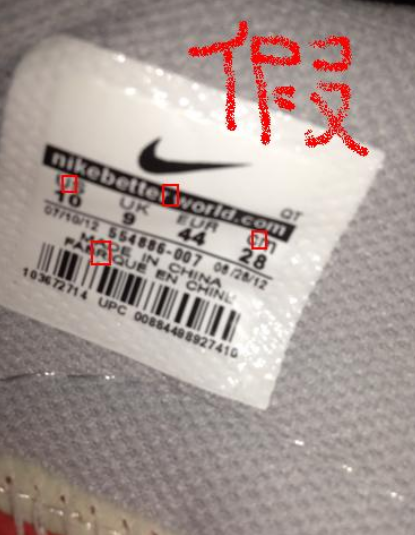 假
nikebetterworld.com
QT
US UK EUR cm
10 9 44 28
07/10/12 554886-007 08/28/12
MADE IN CHINA
FABRIQUE EN CHINE
103672714 UPC 00884498927410